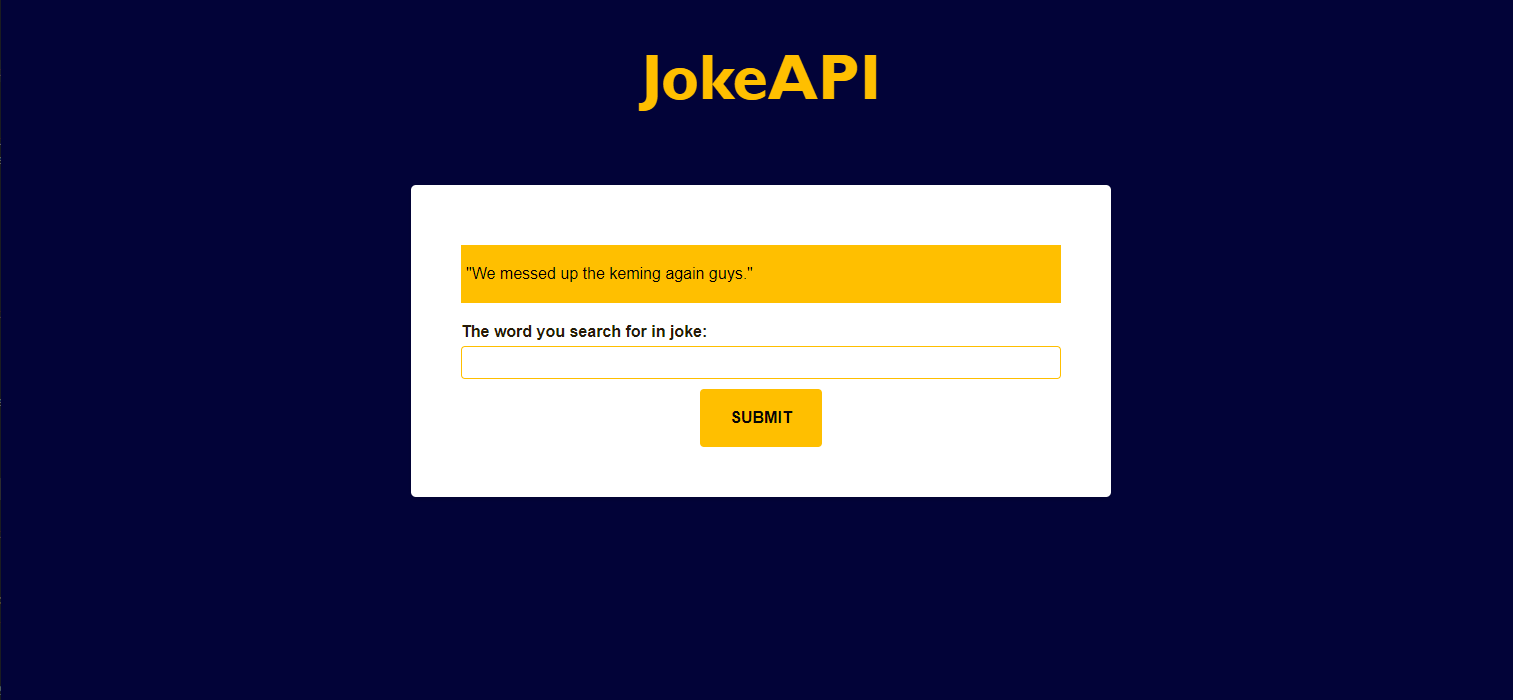 JokeAPI
"We messed up the keming again guys."
The word you search for in joke:
SUBMIT